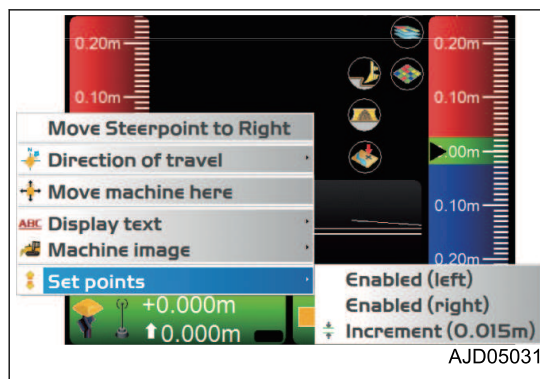 0.20m
0.20m
0.10m
0.10m
Move Steerpoint to Right
Direction of travel
.00m
Move machine here
0.10m
ABC Display text
Machine image
0.20m
Set points
Enabled (left)
+0.000m
Enabled (right)
0.000m
Increment (0.015m)
AJD05031